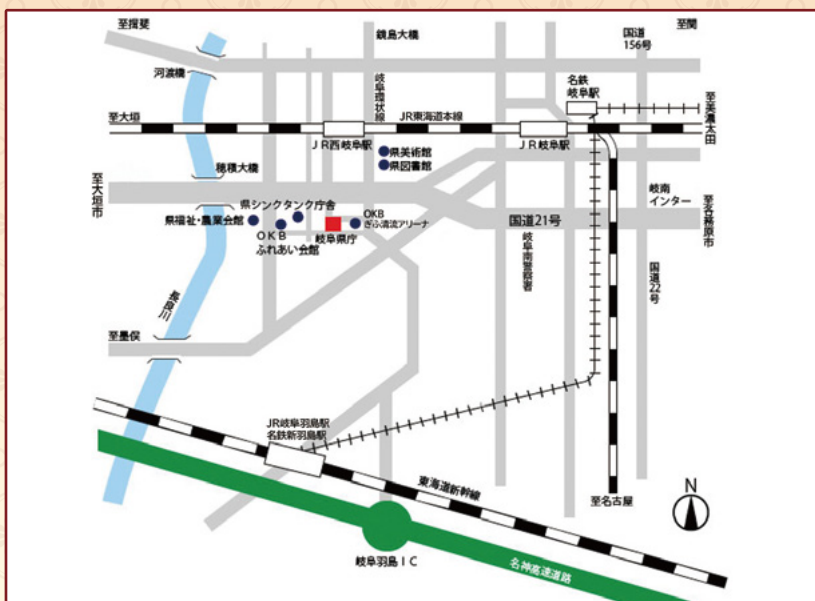 至揖斐
鏡島大橋
国道
156号
至関
河渡橋
岐阜環状線
名鉄
岐阜駅
至大垣
JR東海道本線
至美濃太田
JR西岐阜駅
JR岐阜駅
県美術館
県図書館
穂積大橋
至大垣市
岐南
インター
至各務原市
県シンクタンク庁舎
県福祉・農業会館
OKB
ふれあい会館
岐阜県庁
OKB
ぎふ清流アリーナ
国道21号
岐阜南警察署
国道22号
長良川
至墨俣
JR岐阜羽島駅
名鉄新羽島駅
東海道新幹線
至名古屋
N
岐阜羽島IC
名神高速道路